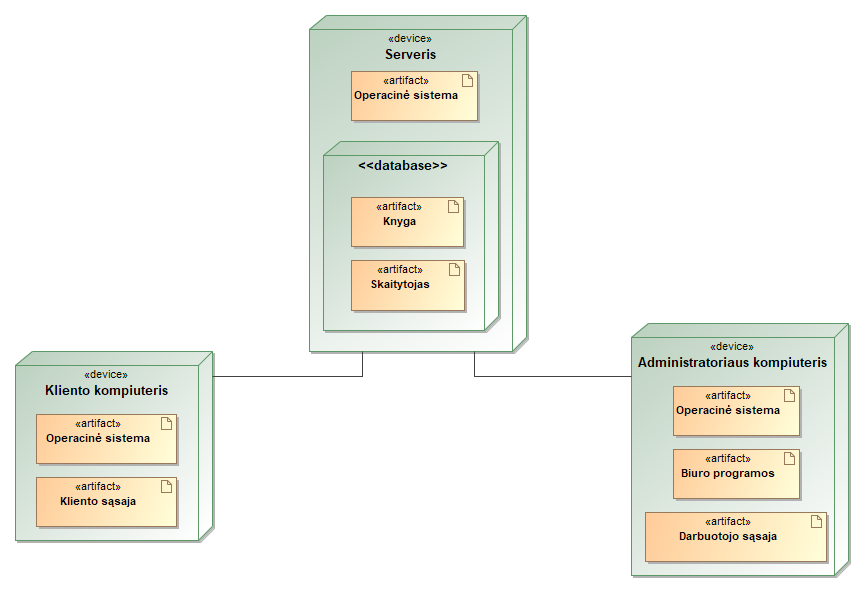 «device»
Serveris
«artifact»
Operacinė sistema
<<database>>
«artifact»
Knyga
«artifact»
Skaitytojas
«device»
Kliento kompiuteris
«artifact»
Operacinė sistema
«artifact»
Kliento sąsaja
«device»
Administratoriaus kompiuteris
«artifact»
Operacinė sistema
«artifact»
Biuro programos
«artifact»
Darbuotojo sąsaja